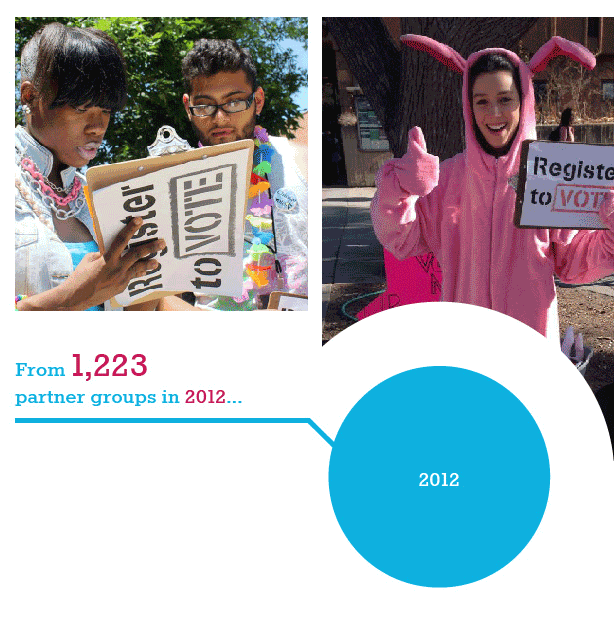 Register
to VOTE
Registe
to VOT
From 1,223
partner groups in 2012...
2012